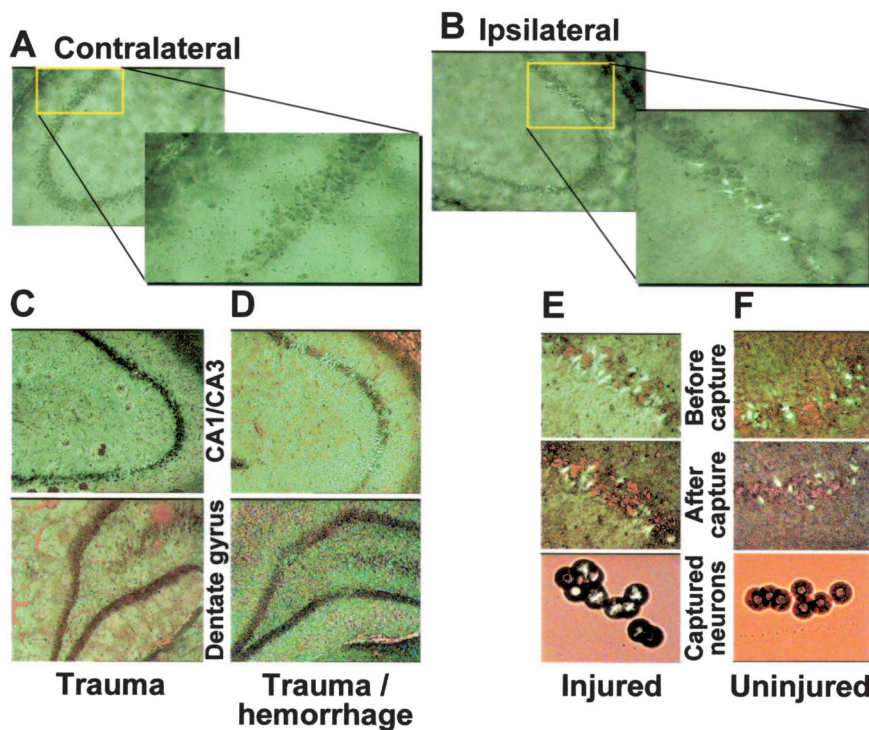 A Contralateral
B Ipsilateral
C
D
E
F
CA1/CA3
Dentate gyrus
Before
capture
After
capture
Captured
neurons
Trauma
Trauma /
hemorrhage
Injured
Uninjured